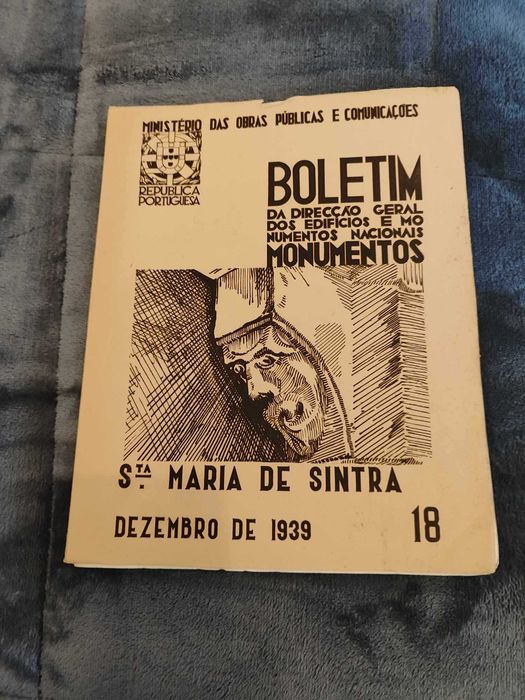 MINISTÉRIO DAS OBRAS PÚBLICAS E COMUNICAÇÕES
REPÚBLICA
PORTUGUESA
BOLETIM
DA DIRECÇÃO GERAL
DOS EDIFÍCIOS E MO
NUMENTOS NACIONAIS
MONUMENTOS
STA. MARIA DE SINTRA
DEZEMBRO DE 1939 18